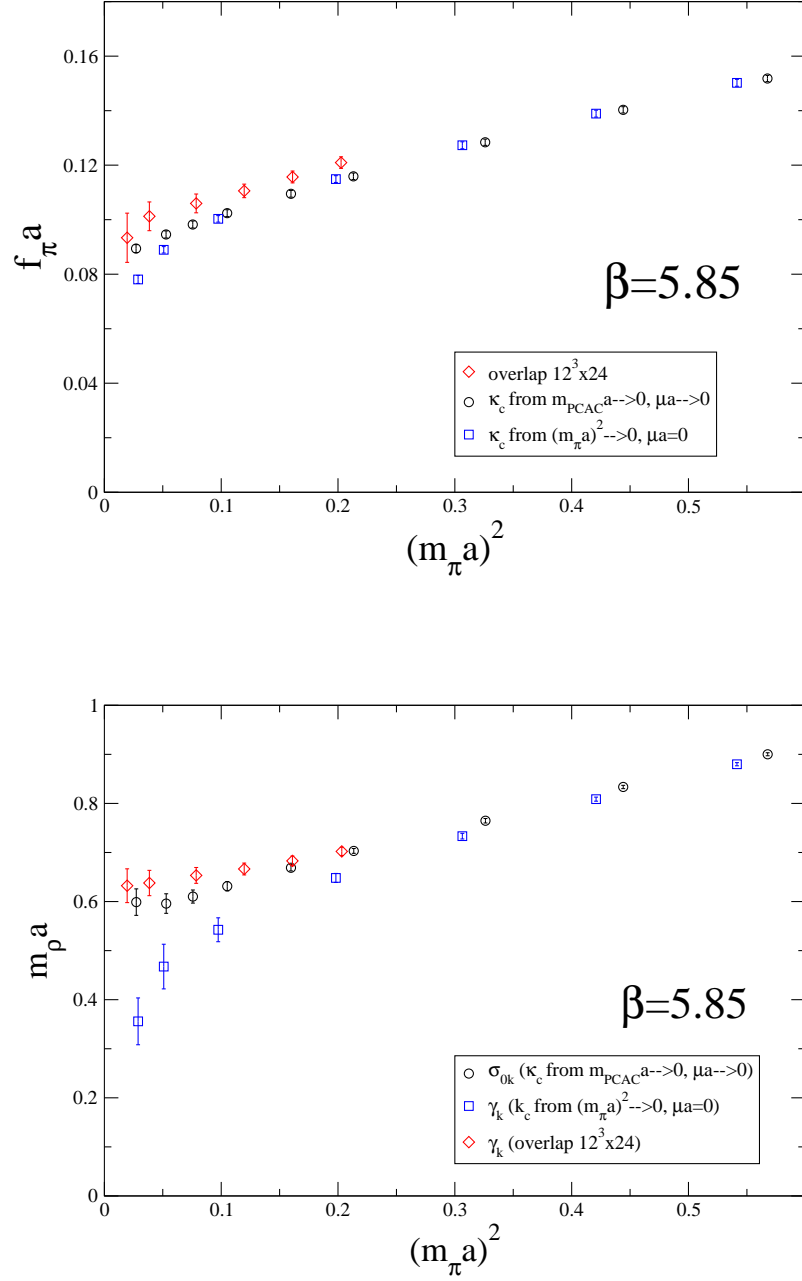 0.16
0.12
0.08
0.04
0
f_π a
β=5.85
overlap 12^3x24
κ_c from m_PCAC a-->0, μa-->0
κ_c from (m_π a)^2-->0, μa=0
0 0.1 0.2 0.3 0.4 0.5
(m_π a)^2
1
0.8
0.6
0.4
0.2
0
m_ρ a
β=5.85
σ_0k (κ_c from m_PCAC a-->0, μa-->0)
γ_k (k_c from (m_π a)^2-->0, μa=0)
γ_k (overlap 12^3x24)
0 0.1 0.2 0.3 0.4 0.5
(m_π a)^2